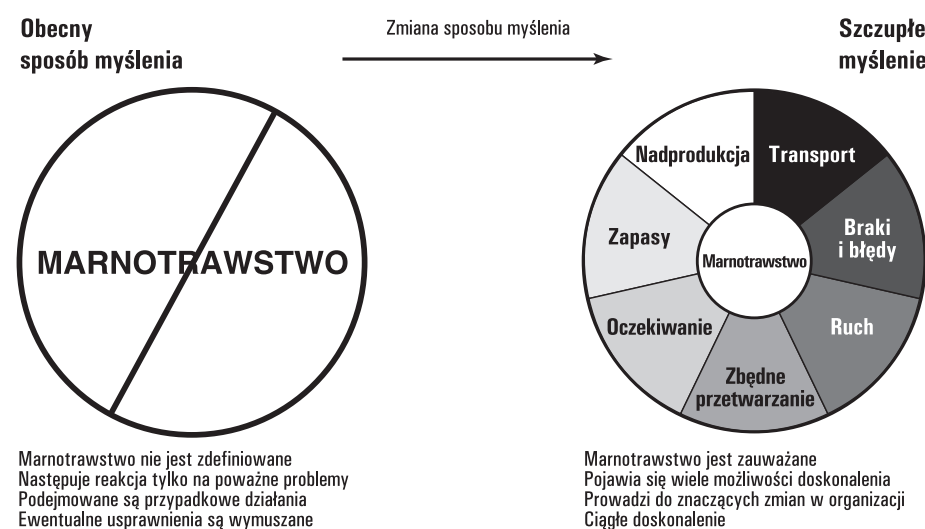 Obecny
sposób myślenia
Zmiana sposobu myślenia
Szczupłe
myślenie
MARNOTRAWSTWO
Nadprodukcja
Transport
Braki
i błędy
Zapasy
Marnotrawstwo
Oczekiwanie
Ruch
Zbędne
przetwarzanie
Marnotrawstwo nie jest zdefiniowane
Następuje reakcja tylko na poważne problemy
Podejmowane są przypadkowe działania
Ewentualne usprawnienia są wymuszane
Marnotrawstwo jest zauważane
Pojawia się wiele możliwości doskonalenia
Prowadzi do znaczących zmian w organizacji
Ciągłe doskonalenie